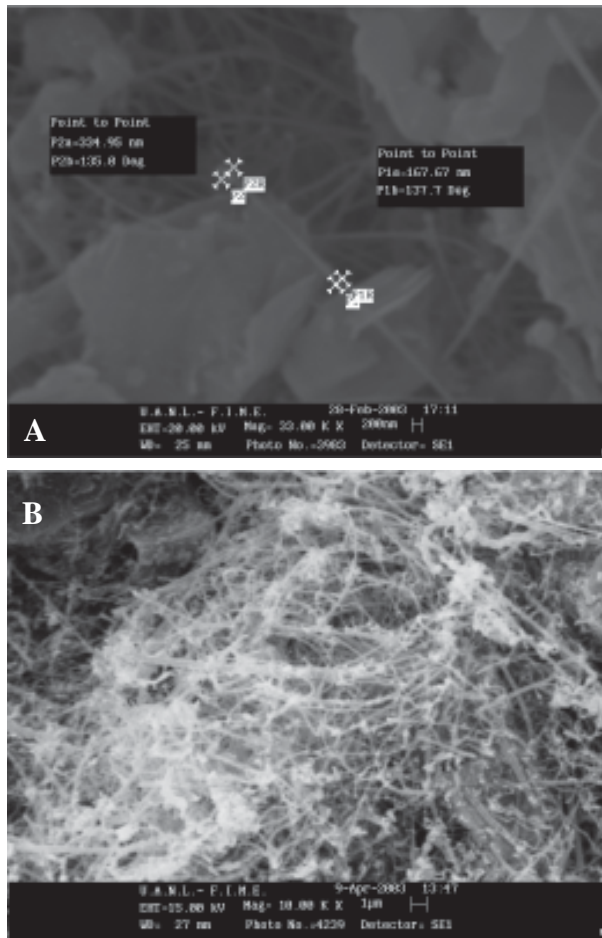 Point to Point
P2a=334.95 nm
P2b=135.0 Deg
Point to Point
P1a=167.67 nm
P1b=137.7 Deg
A
U.A.N.L.- F.I.M.E. 28-Feb-2003 17:11
EHT=20.00 kV Mag= 33.00 K X 200nm
WD= 25 mm Photo No.=3983 Detector= SE1
B
U.A.N.L.- F.I.M.E. 9-Apr-2003 13:47
EHT=15.00 kV Mag= 10.00 K X 1µm
WD= 27 mm Photo No.=4239 Detector= SE1